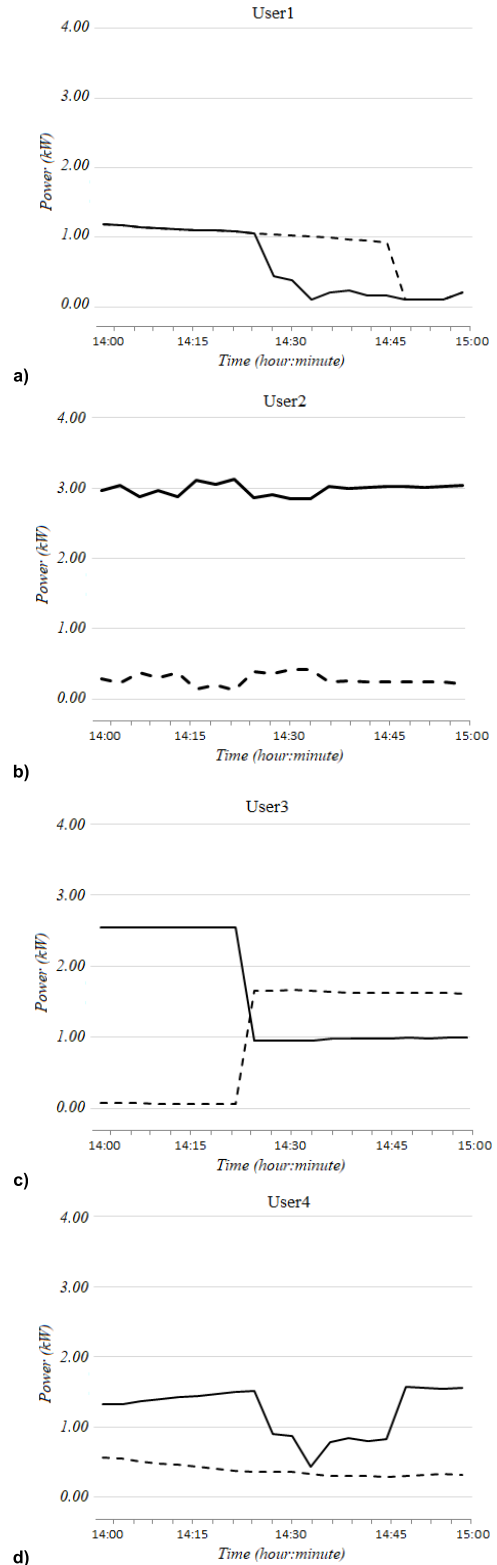 User1
4.00
3.00
2.00
1.00
0.00
Power (kW)
14:00 14:15 14:30 14:45 15:00
Time (hour:minute)
a)
User2
4.00
3.00
2.00
1.00
0.00
Power (kW)
14:00 14:15 14:30 14:45 15:00
Time (hour:minute)
b)
User3
4.00
3.00
2.00
1.00
0.00
Power (kW)
14:00 14:15 14:30 14:45 15:00
Time (hour:minute)
c)
User4
4.00
3.00
2.00
1.00
0.00
Power (kW)
14:00 14:15 14:30 14:45 15:00
Time (hour:minute)
d)